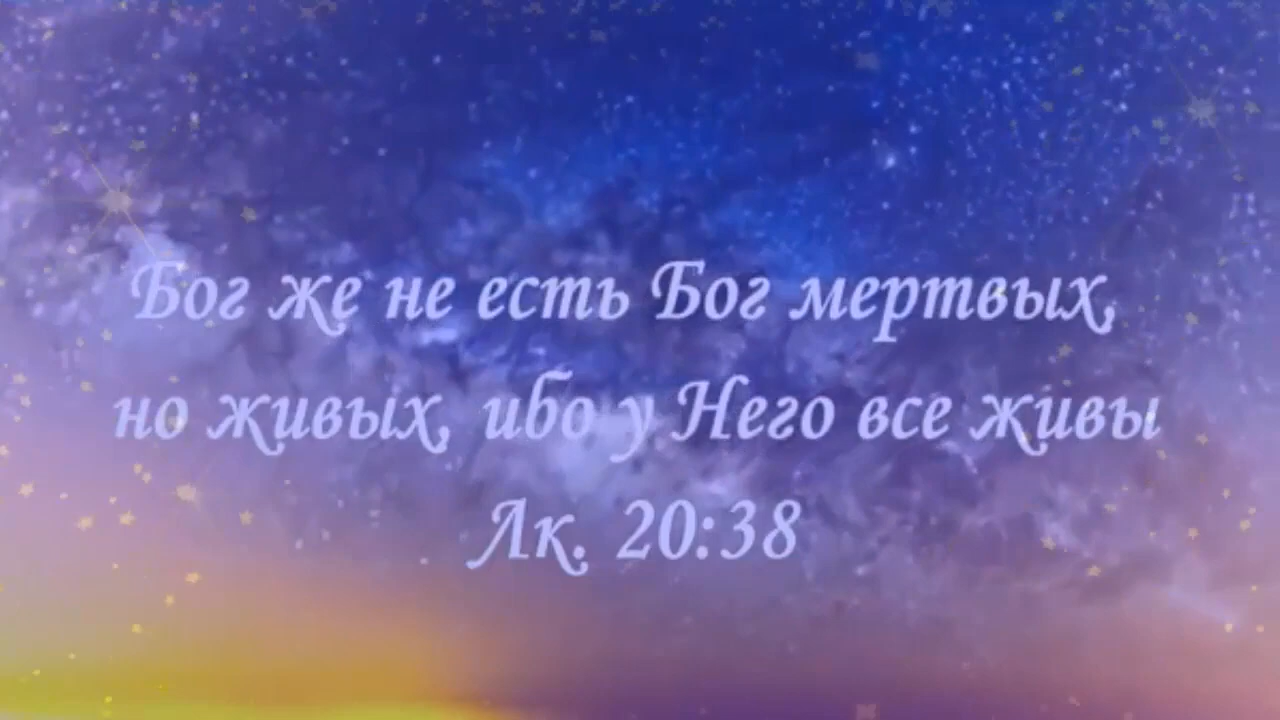 Бог же не есть Бог мертвых,
но живых, ибо у Него все живы
Лк. 20:38